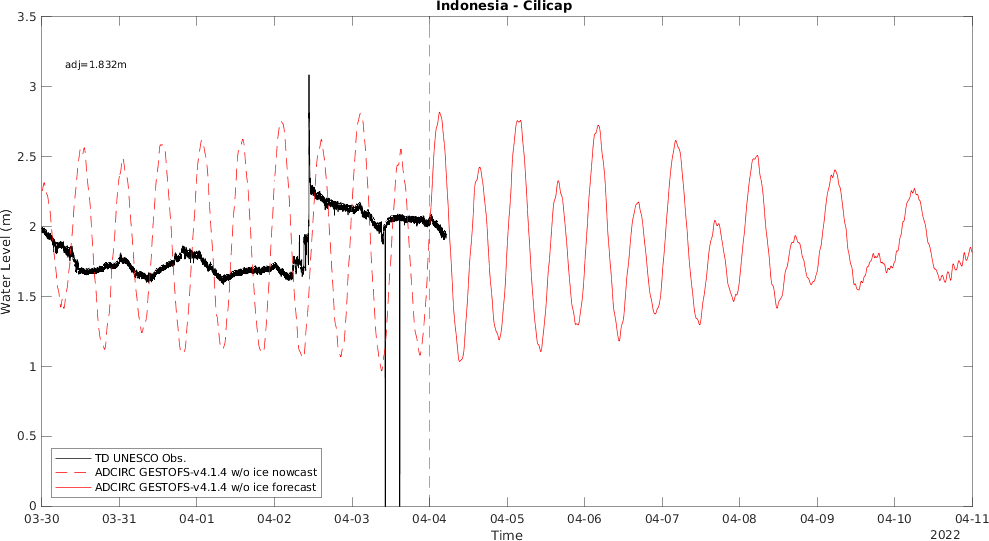 Indonesia - Cilicap
3.5
adj=1.832m
3
2.5
2
1.5
1
0.5
0
Water Level (m)
TD UNESCO Obs.
ADCIRC GESTOFS-v4.1.4 w/o ice nowcast
ADCIRC GESTOFS-v4.1.4 w/o ice forecast
03-30 03-31 04-01 04-02 04-03 04-04 04-05 04-06 04-07 04-08 04-09 04-10 04-11
Time
2022